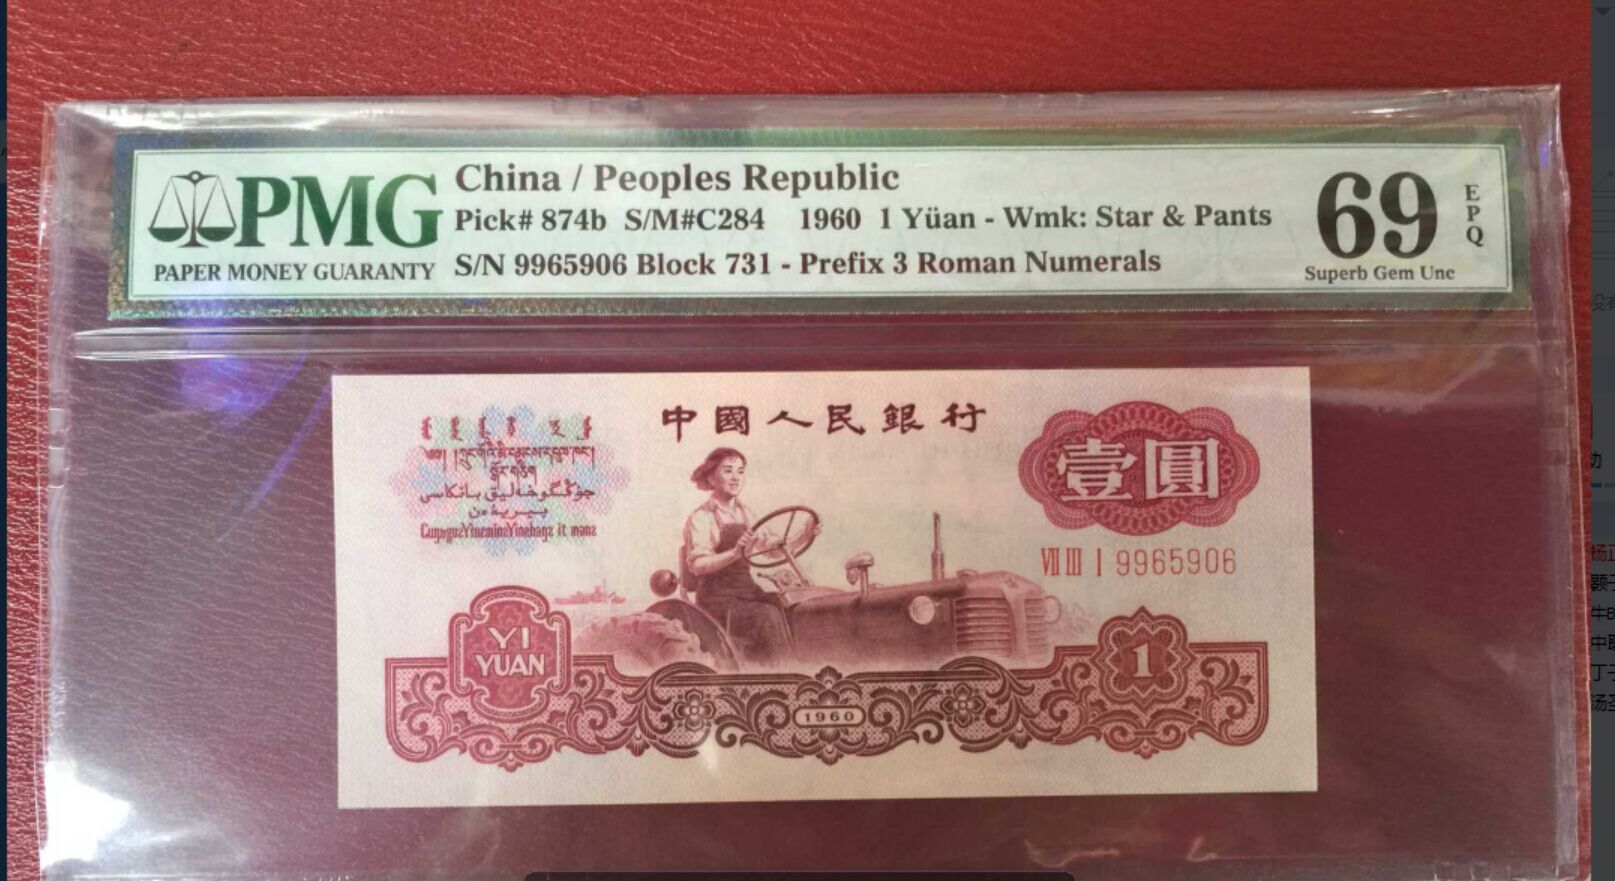 PMG
PAPER MONEY GUARANTY
China / Peoples Republic
Pick# 874b S/M#C284 1960 1 Yüan - Wmk: Star & Pants
S/N 9965906 Block 731 - Prefix 3 Roman Numerals
69
EPQ
Superb Gem Unc
中國人民銀行
壹圓
VII III I 9965906
YI
YUAN
1960
1